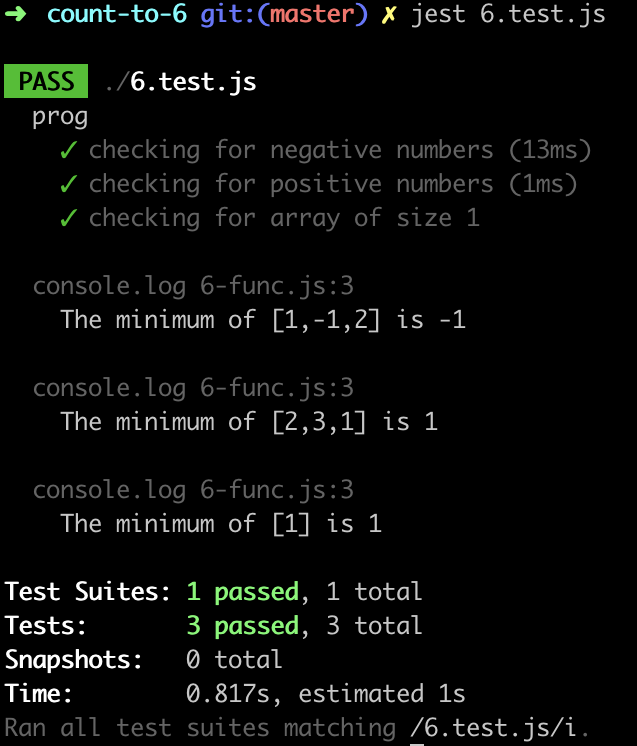 ➜ count-to-6 git:(master) ✗ jest 6.test.js
PASS ./6.test.js
prog
✓ checking for negative numbers (13ms)
✓ checking for positive numbers (1ms)
✓ checking for array of size 1
console.log 6-func.js:3
The minimum of [1,-1,2] is -1
console.log 6-func.js:3
The minimum of [2,3,1] is 1
console.log 6-func.js:3
The minimum of [1] is 1
Test Suites: 1 passed, 1 total
Tests: 3 passed, 3 total
Snapshots: 0 total
Time: 0.817s, estimated 1s
Ran all test suites matching /6.test.js/i.